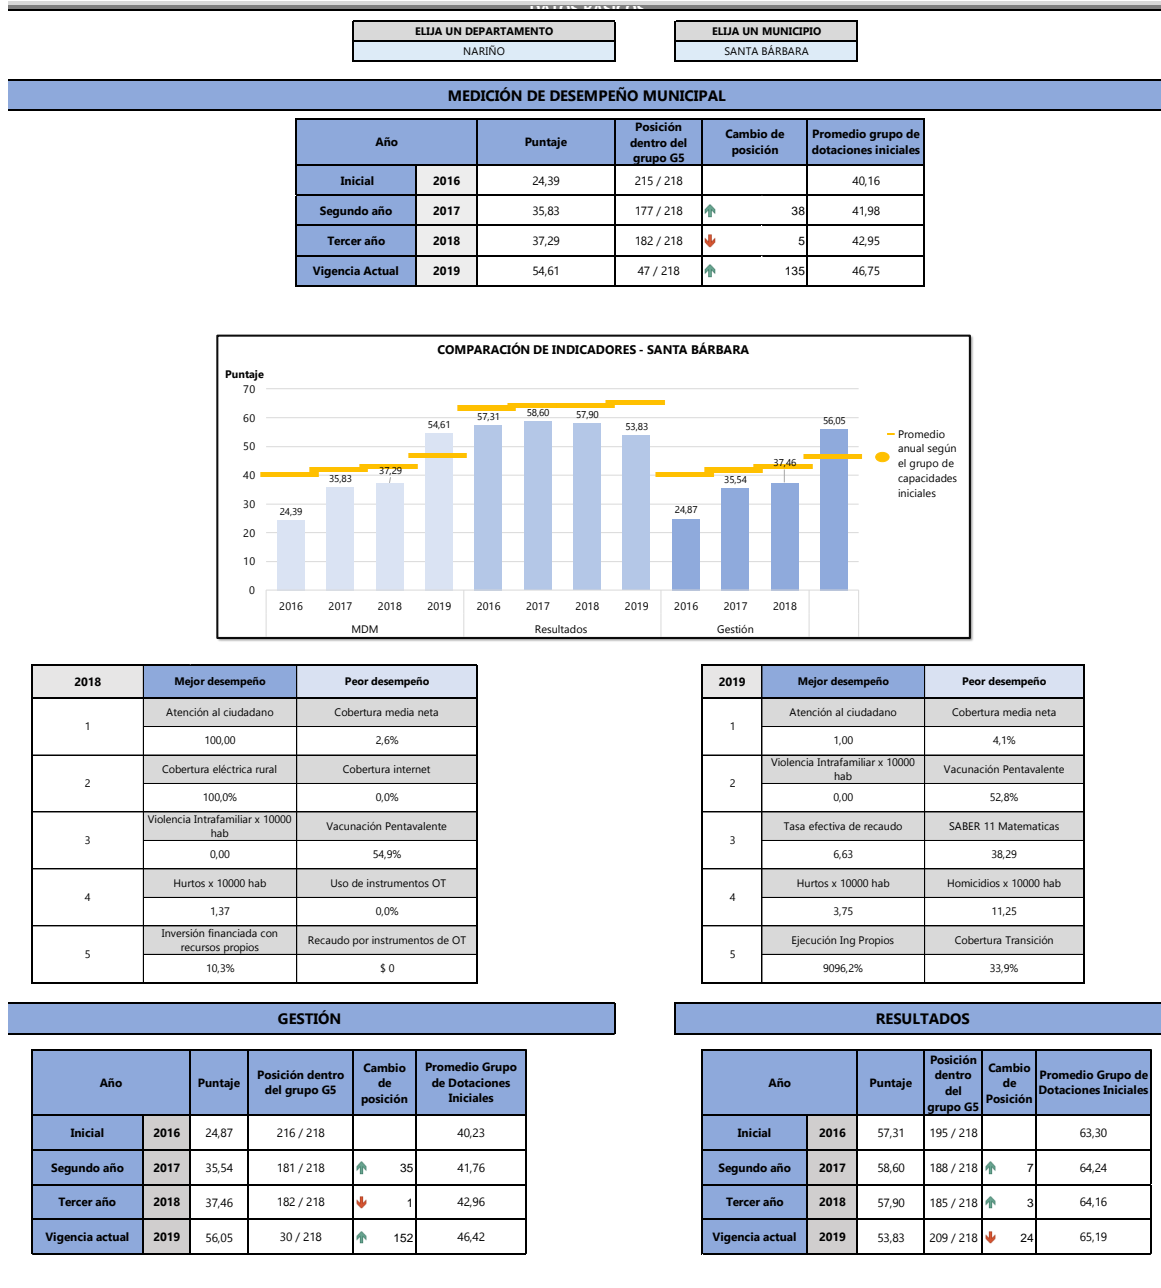 DATOS BÁSICOS
ELIJA UN DEPARTAMENTO
ELIJA UN MUNICIPIO
NARIÑO
SANTA BÁRBARA
MEDICIÓN DE DESEMPEÑO MUNICIPAL
Año
Puntaje
Posición
dentro del
grupo G5
Cambio de
posición
Promedio grupo de
dotaciones iniciales
Inicial 2016 24,39 215 / 218 40,16
Segundo año 2017 35,83 177 / 218 38 41,98
Tercer año 2018 37,29 182 / 218 5 42,95
Vigencia Actual 2019 54,61 47 / 218 135 46,75
COMPARACIÓN DE INDICADORES - SANTA BÁRBARA
Puntaje
70
60
50
40
30
20
10
0
24,39
35,83
37,29
54,61
57,31
58,60
57,90
53,83
24,87
35,54
37,46
56,05
2016 2017 2018 2019 2016 2017 2018 2019 2016 2017 2018
MDM Resultados Gestión
Promedio
anual según
el grupo de
capacidades
iniciales
2018 Mejor desempeño Peor desempeño
1
Atención al ciudadano Cobertura media neta
100,00 2,6%
2
Cobertura eléctrica rural Cobertura internet
100,0% 0,0%
3
Violencia Intrafamiliar x 10000
hab
Vacunación Pentavalente
0,00 54,9%
4
Hurtos x 10000 hab Uso de instrumentos OT
1,37 0,0%
5
Inversión financiada con
recursos propios
Recaudo por instrumentos de OT
10,3% $ 0
2019 Mejor desempeño Peor desempeño
1
Atención al ciudadano Cobertura media neta
1,00 4,1%
2
Violencia Intrafamiliar x 10000
hab
Vacunación Pentavalente
0,00 52,8%
3
Tasa efectiva de recaudo SABER 11 Matematicas
6,63 38,29
4
Hurtos x 10000 hab Homicidios x 10000 hab
3,75 11,25
5
Ejecución Ing Propios Cobertura Transición
9096,2% 33,9%
GESTIÓN
Año
Puntaje
Posición dentro
del grupo G5
Cambio
de
posición
Promedio Grupo
de Dotaciones
Iniciales
Inicial 2016 24,87 216 / 218 40,23
Segundo año 2017 35,54 181 / 218 35 41,76
Tercer año 2018 37,46 182 / 218 1 42,96
Vigencia actual 2019 56,05 30 / 218 152 46,42
RESULTADOS
Año
Puntaje
Posición
dentro
del
grupo G5
Cambio
de
Posición
Promedio Grupo de
Dotaciones Iniciales
Inicial 2016 57,31 195 / 218 63,30
Segundo año 2017 58,60 188 / 218 7 64,24
Tercer año 2018 57,90 185 / 218 3 64,16
Vigencia actual 2019 53,83 209 / 218 24 65,19